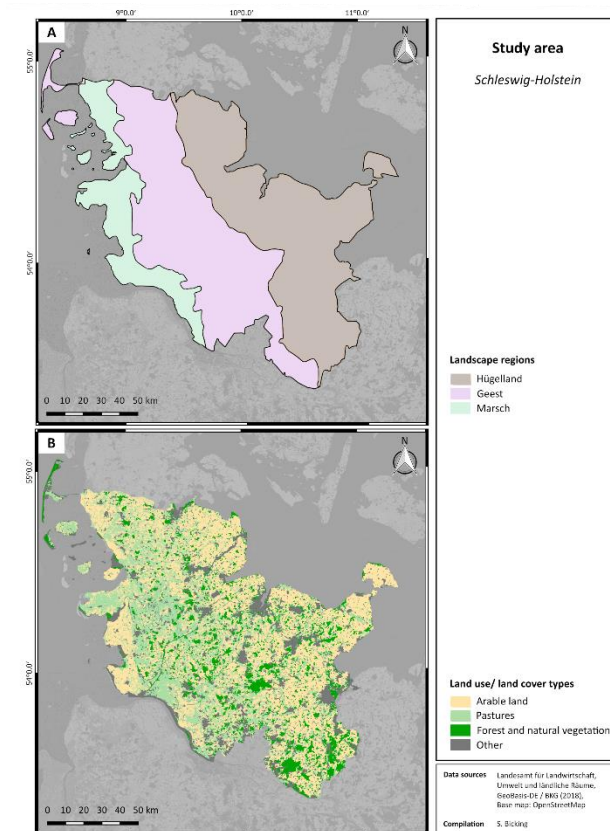 9°0.0'
10°0.0'
11°0.0'
A
N
55°0.0'
54°0.0'
0 10 20 30 40 50 km
Study area
Schleswig-Holstein
Landscape regions
Hügelland
Geest
Marsch
B
N
55°0.0'
54°0.0'
0 10 20 30 40 50 km
Land use/ land cover types
Arable land
Pastures
Forest and natural vegetation
Other
Data sources Landesamt für Landwirtschaft,
Umwelt und ländliche Räume,
GeoBasis-DE / BKG (2018),
Base map: OpenStreetMap
Compilation S. Bicking